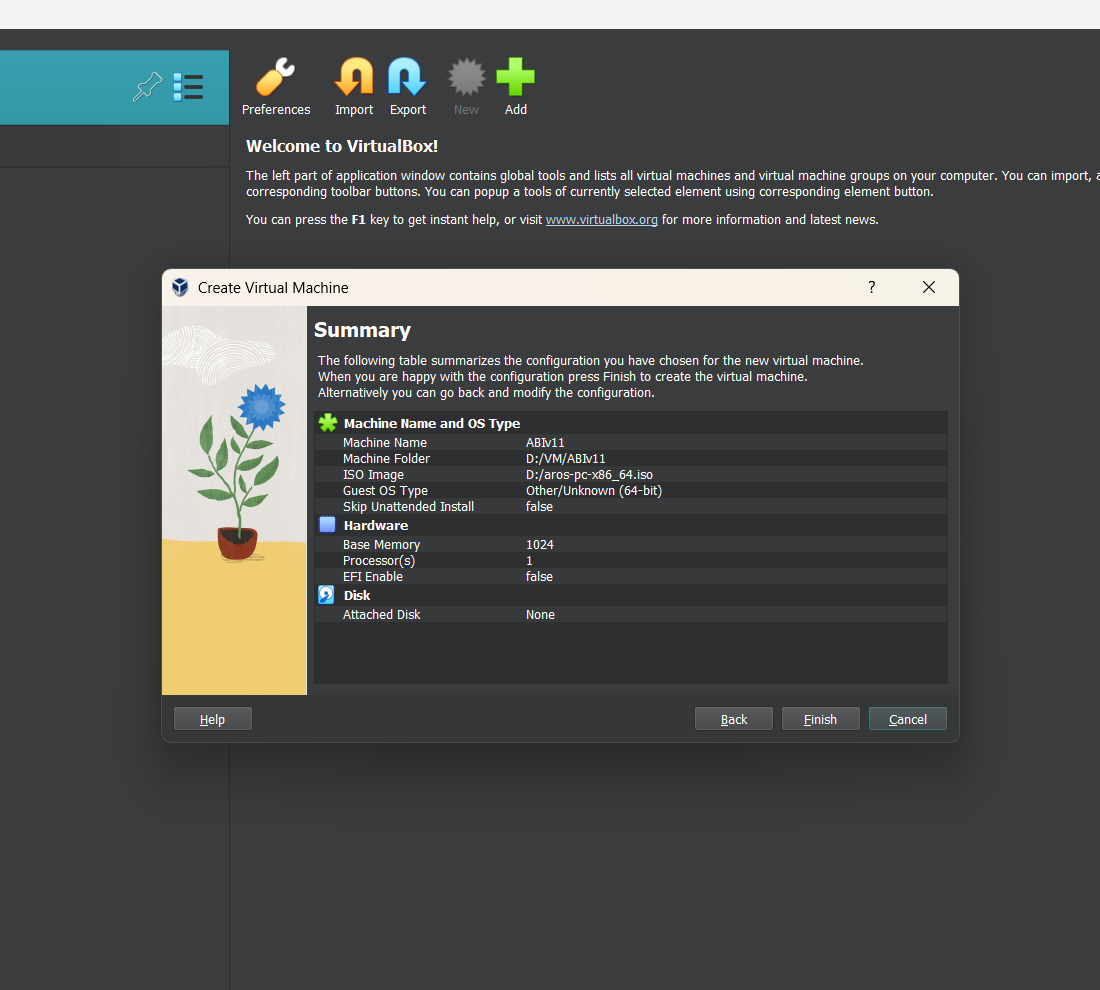 Preferences
Import
Export
New
Add
Welcome to VirtualBox!
The left part of application window contains global tools and lists all virtual machines and virtual machine groups on your computer. You can import, a
corresponding toolbar buttons. You can popup a tools of currently selected element using corresponding element button.
You can press the F1 key to get instant help, or visit www.virtualbox.org for more information and latest news.
Create Virtual Machine
?
Summary
The following table summarizes the configuration you have chosen for the new virtual machine.
When you are happy with the configuration press Finish to create the virtual machine.
Alternatively you can go back and modify the configuration.
Machine Name and OS Type
Machine Name ABIv11
Machine Folder D:/VM/ABIv11
ISO Image D:/aros-pc-x86_64.iso
Guest OS Type Other/Unknown (64-bit)
Skip Unattended Install false
Hardware
Base Memory 1024
Processor(s) 1
EFI Enable false
Disk
Attached Disk None
Help
Back
Finish
Cancel